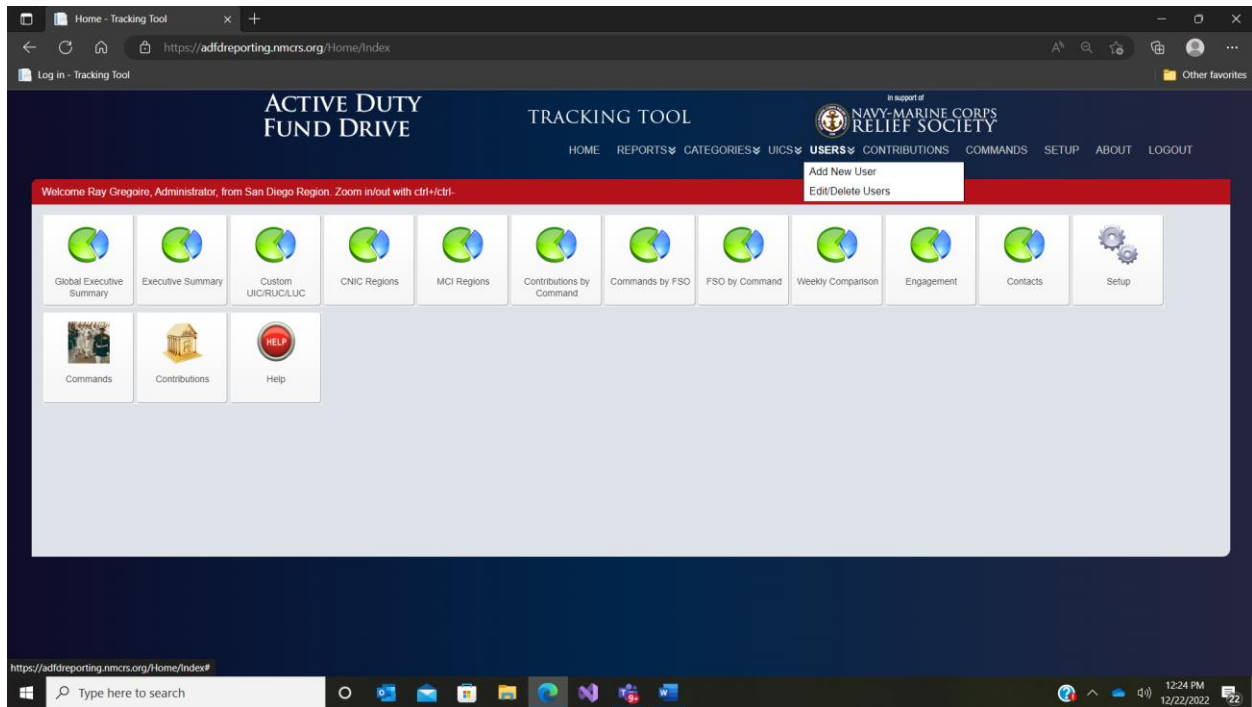 Home - Tracking Tool
https://adfdreporting.nmcrs.org/Home/Index
Log in - Tracking Tool
Other favorites
ACTIVE DUTY
FUND DRIVE
TRACKING TOOL
in support of
NAVY-MARINE CORPS
RELIEF SOCIETY
HOME REPORTS CATEGORIES UICS USERS CONTRIBUTIONS COMMANDS SETUP ABOUT LOGOUT
Add New User
Edit/Delete Users
Welcome Ray Gregoire, Administrator, from San Diego Region. Zoom in/out with ctrl+/ctrl-
Global Executive
Summary
Executive Summary
Custom
UIC/RUC/LUC
CNIC Regions
MCI Regions
Contributions by
Command
Commands by FSO
FSO by Command
Weekly Comparison
Engagement
Contacts
Setup
Commands
Contributions
HELP
Help
https://adfdreporting.nmcrs.org/Home/Index#
Type here to search
9+
12:24 PM
12/22/2022
22